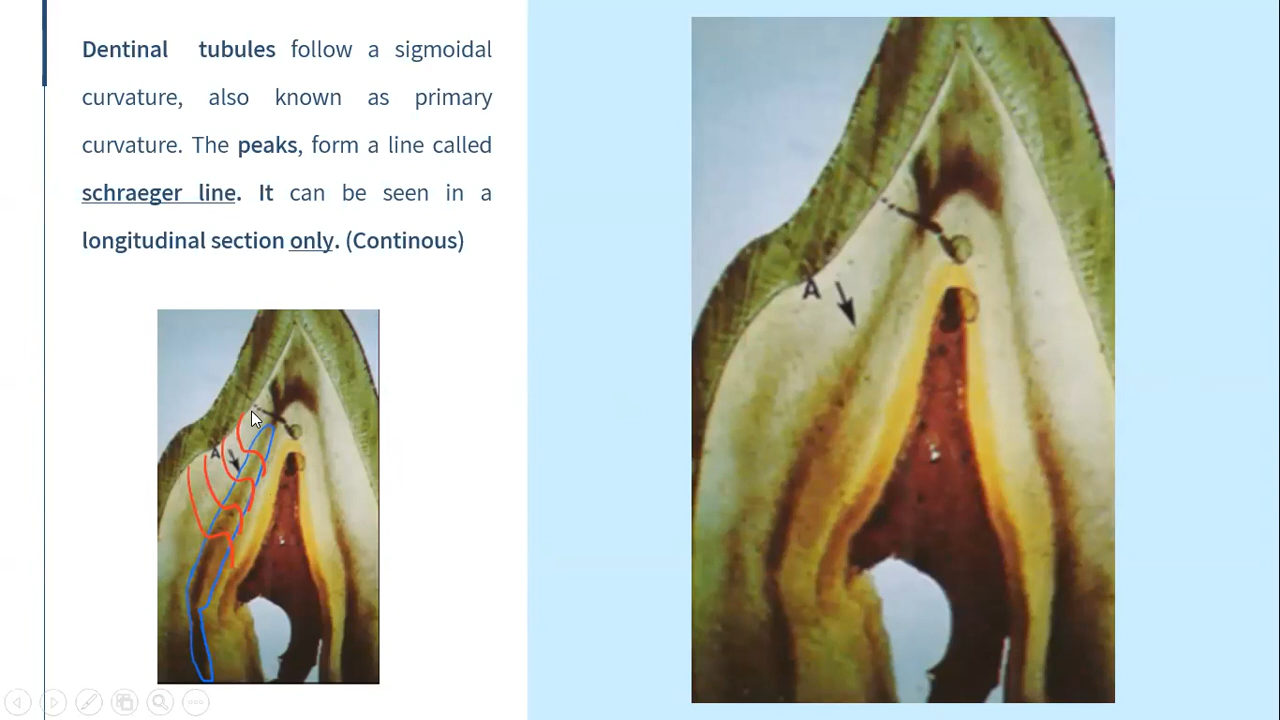 Dentinal tubules follow a sigmoidal
curvature, also known as primary
curvature. The peaks, form a line called
schraeger line. It can be seen in a
longitudinal section only. (Continous)
A
A